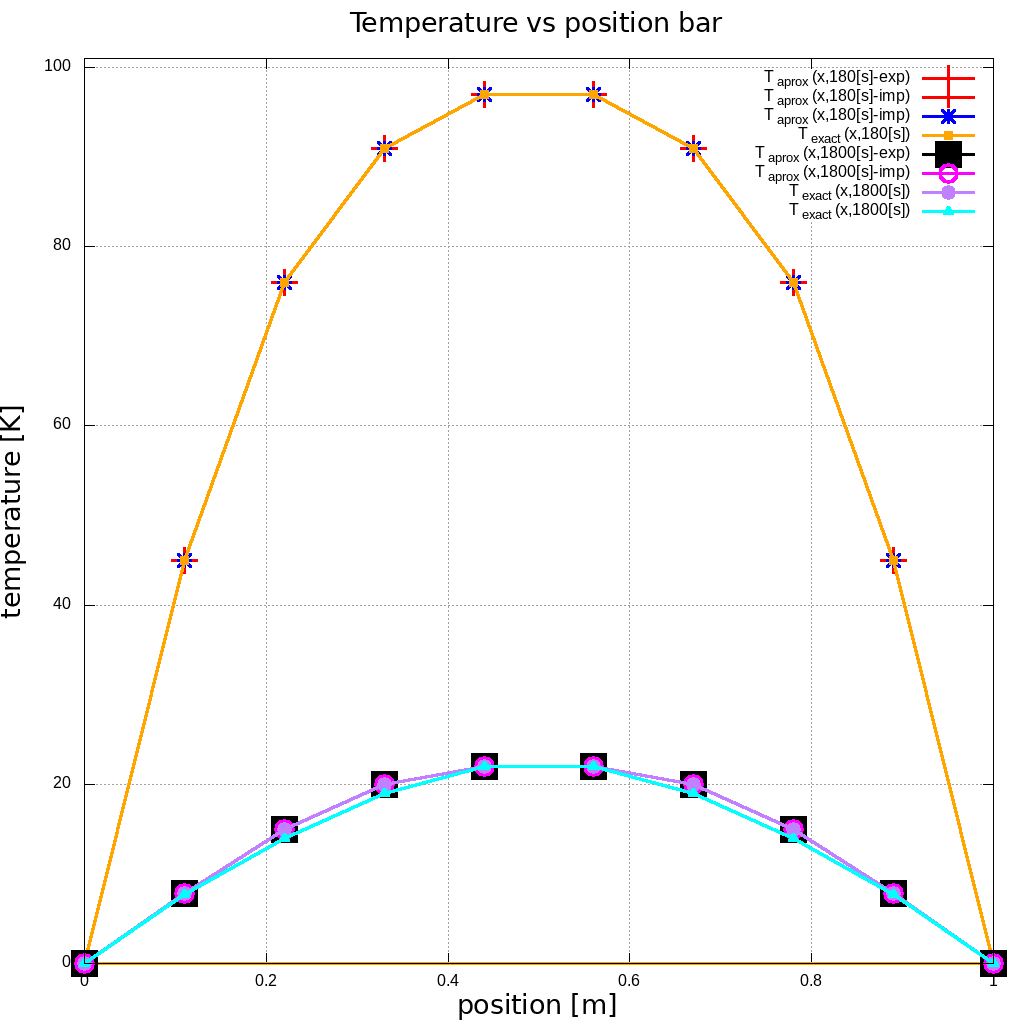 Temperature vs position bar
T aprox (x,180[s]-exp)
T aprox (x,180[s]-imp)
T aprox (x,180[s]-imp)
T exact (x,180[s])
T aprox (x,1800[s]-exp)
T aprox (x,1800[s]-imp)
T exact (x,1800[s])
T exact (x,1800[s])
100
80
60
40
20
0
temperature [K]
0 0.2 0.4 0.6 0.8 1
position [m]